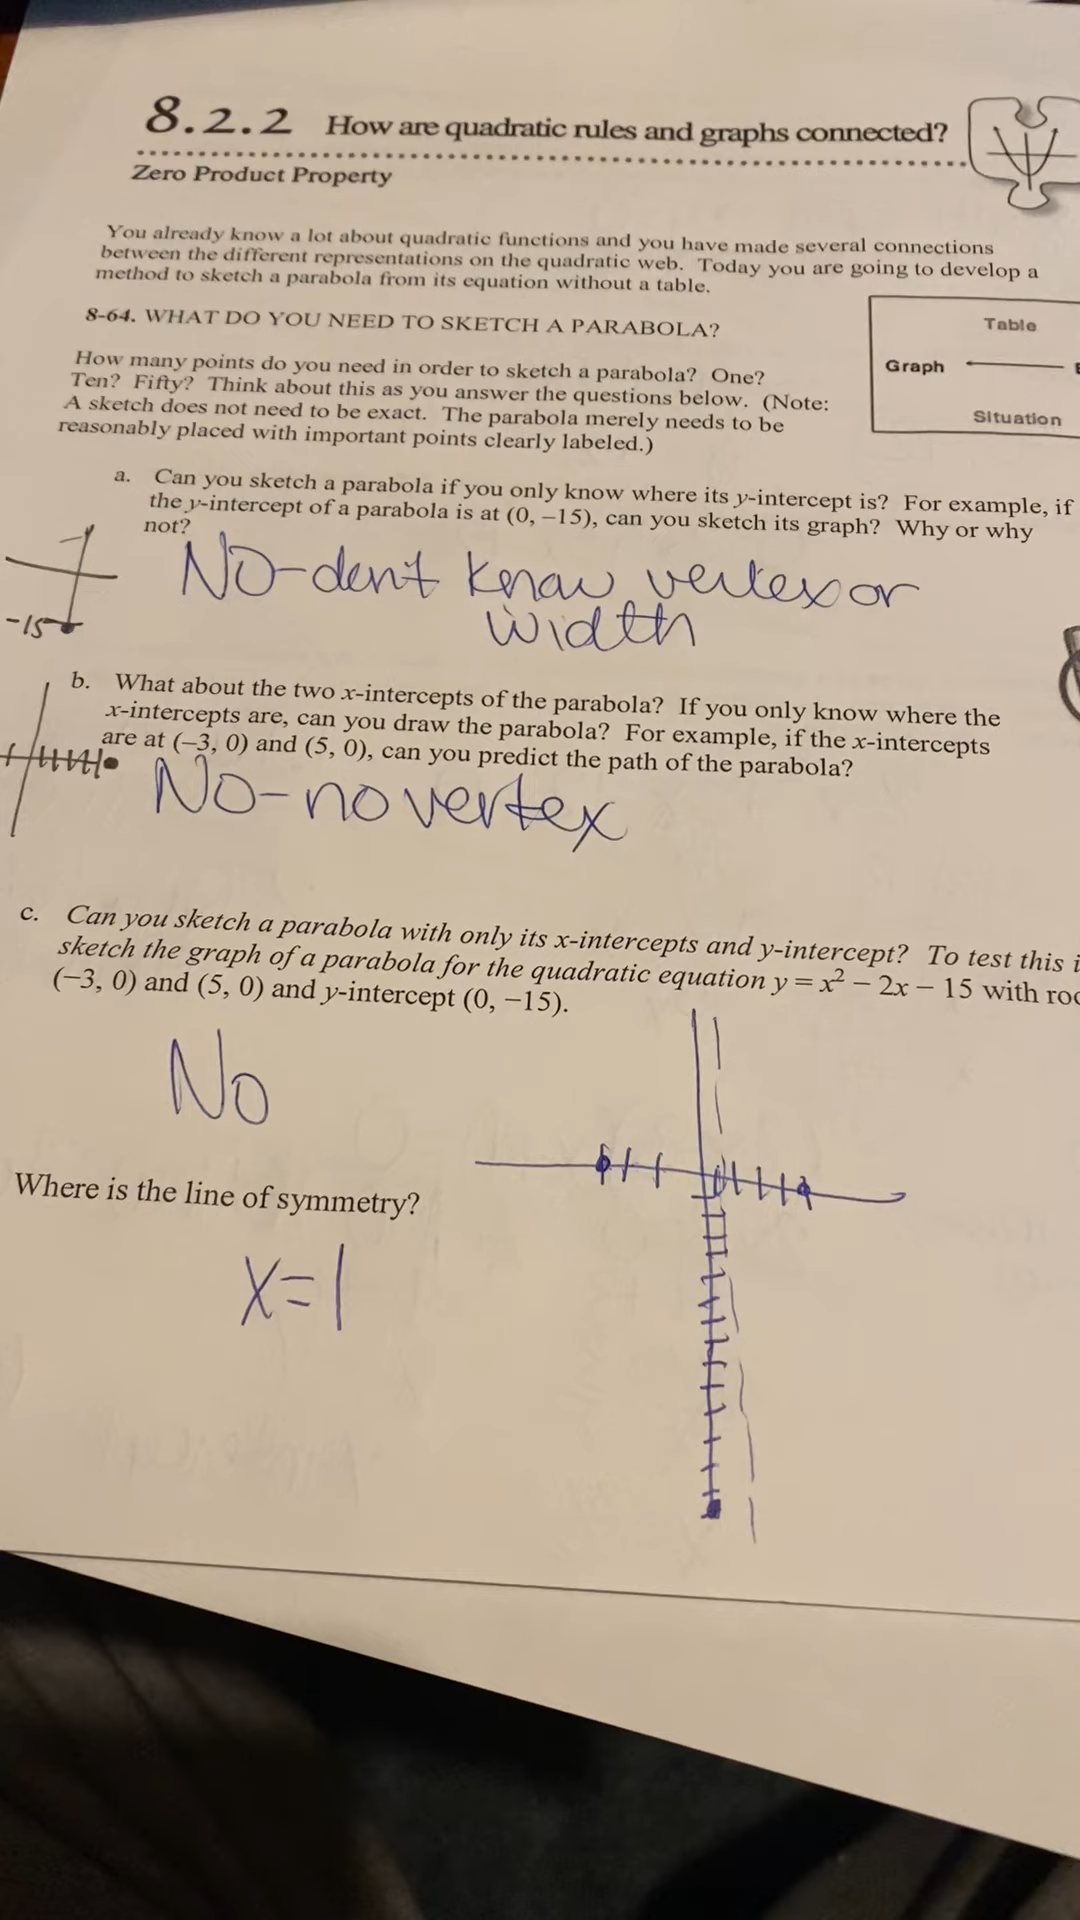 8.2.2 How are quadratic rules and graphs connected?
Zero Product Property
You already know a lot about quadratic functions and you have made several connections
between the different representations on the quadratic web. Today you are going to develop a
method to sketch a parabola from its equation without a table.
8-64. WHAT DO YOU NEED TO SKETCH A PARABOLA?
Table
Graph
Situation
How many points do you need in order to sketch a parabola? One?
Ten? Fifty? Think about this as you answer the questions below. (Note:
A sketch does not need to be exact. The parabola merely needs to be
reasonably placed with important points clearly labeled.)
a. Can you sketch a parabola if you only know where its y-intercept is? For example, if
the y-intercept of a parabola is at (0, −15), can you sketch its graph? Why or why
not?
No-dont know vertex or
width
-15
b. What about the two x-intercepts of the parabola? If you only know where the
x-intercepts are, can you draw the parabola? For example, if the x-intercepts
are at (−3, 0) and (5, 0), can you predict the path of the parabola?
No-no vertex
c. Can you sketch a parabola with only its x-intercepts and y-intercept? To test this
sketch the graph of a parabola for the quadratic equation y = x² − 2x − 15 with
(−3, 0) and (5, 0) and y-intercept (0, −15).
No
Where is the line of symmetry?
x=1